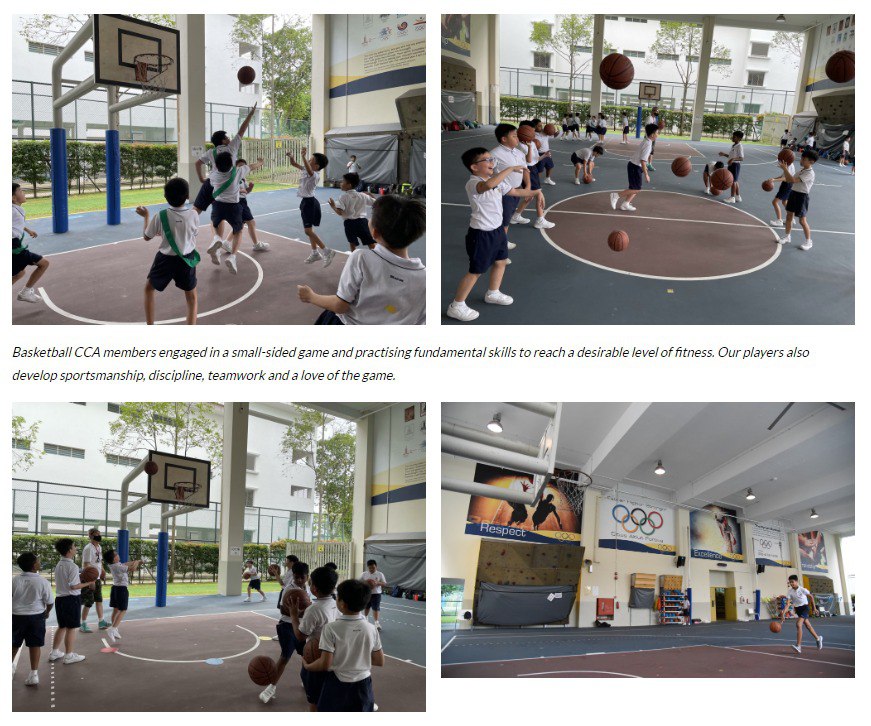 Basketball CCA members engaged in a small-sided game and practising fundamental skills to reach a desirable level of fitness. Our players also
develop sportsmanship, discipline, teamwork and a love of the game.
Respect
Excellence